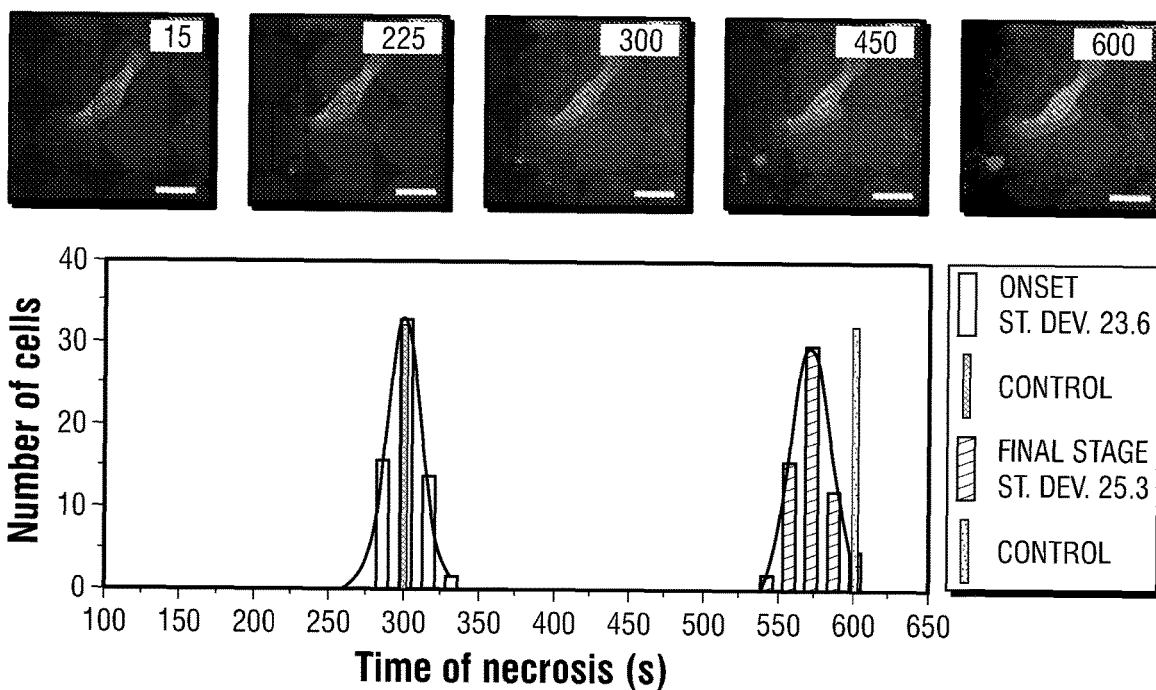 15
225
300
450
600
40
30
20
10
0
Number of cells
100 150 200 250 300 350 400 450 500 550 600 650
Time of necrosis (s)
ONSET
ST. DEV. 23.6
CONTROL
FINAL STAGE
ST. DEV. 25.3
CONTROL